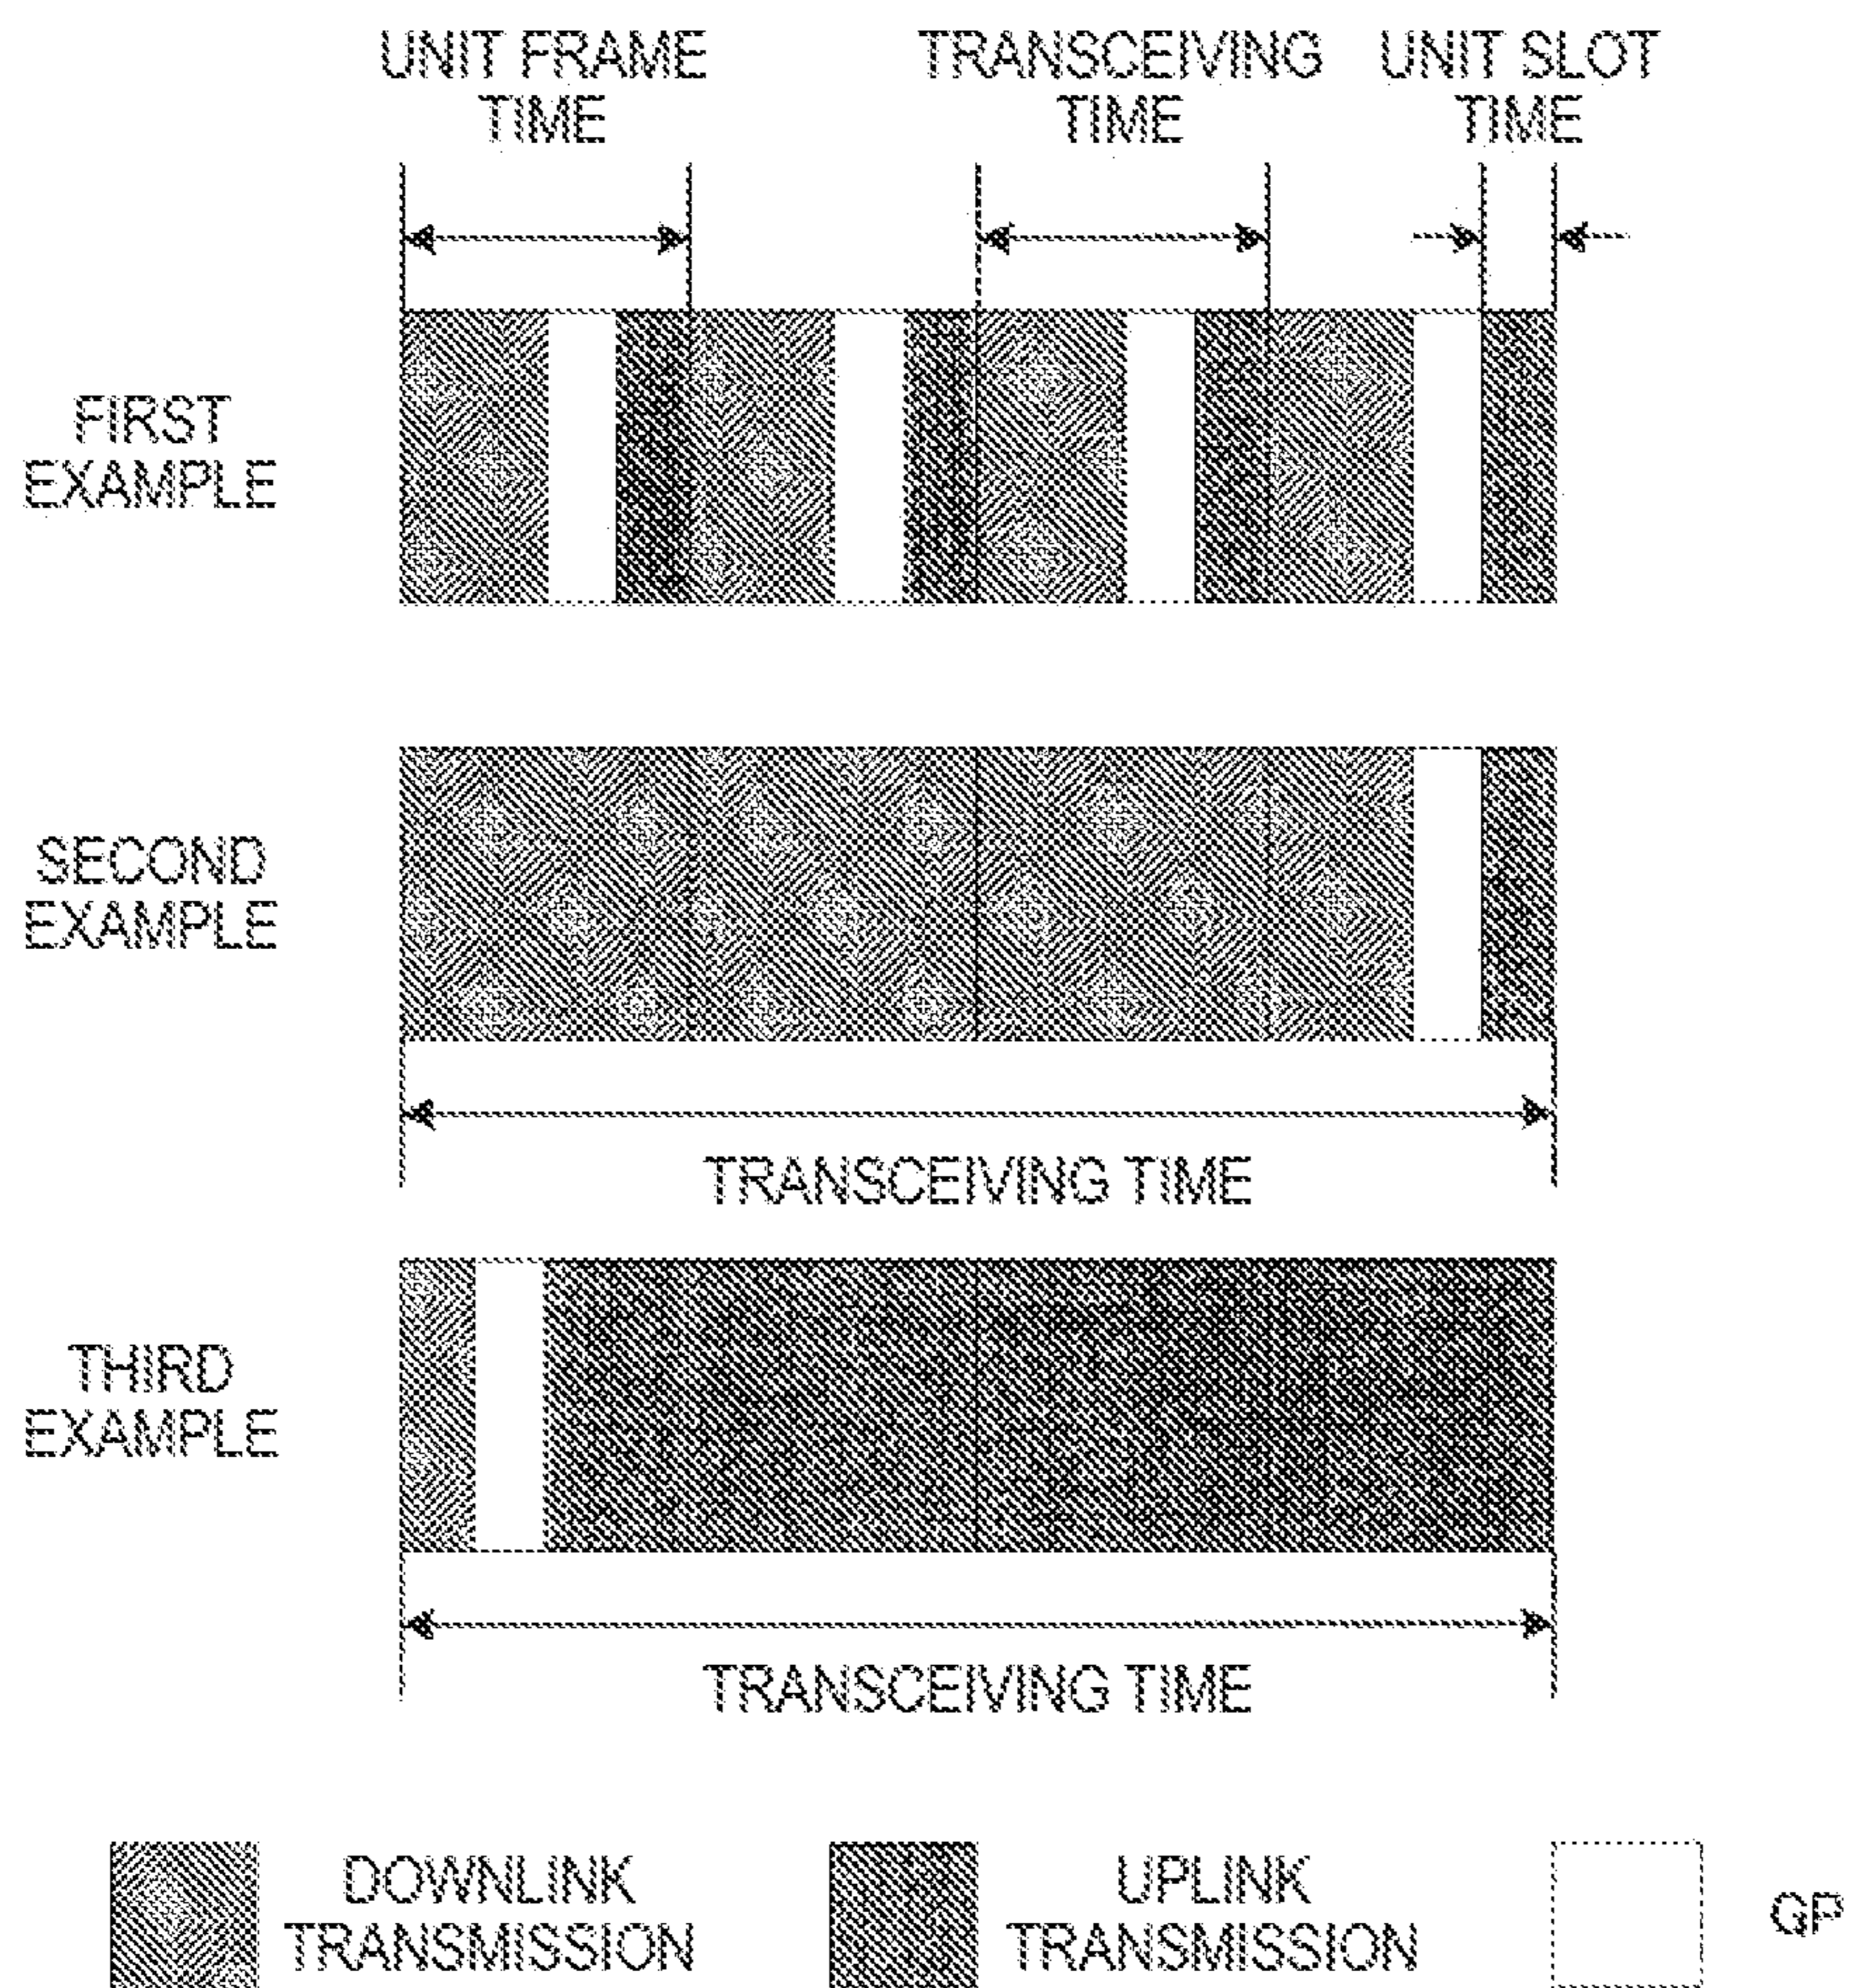 UNIT FRAME
TIME
TRANSCEIVING
TIME
UNIT SLOT
TIME
FIRST
EXAMPLE
SECOND
EXAMPLE
TRANSCEIVING TIME
THIRD
EXAMPLE
TRANSCEIVING TIME
DOWNLINK
TRANSMISSION
UPLINK
TRANSMISSION
GP